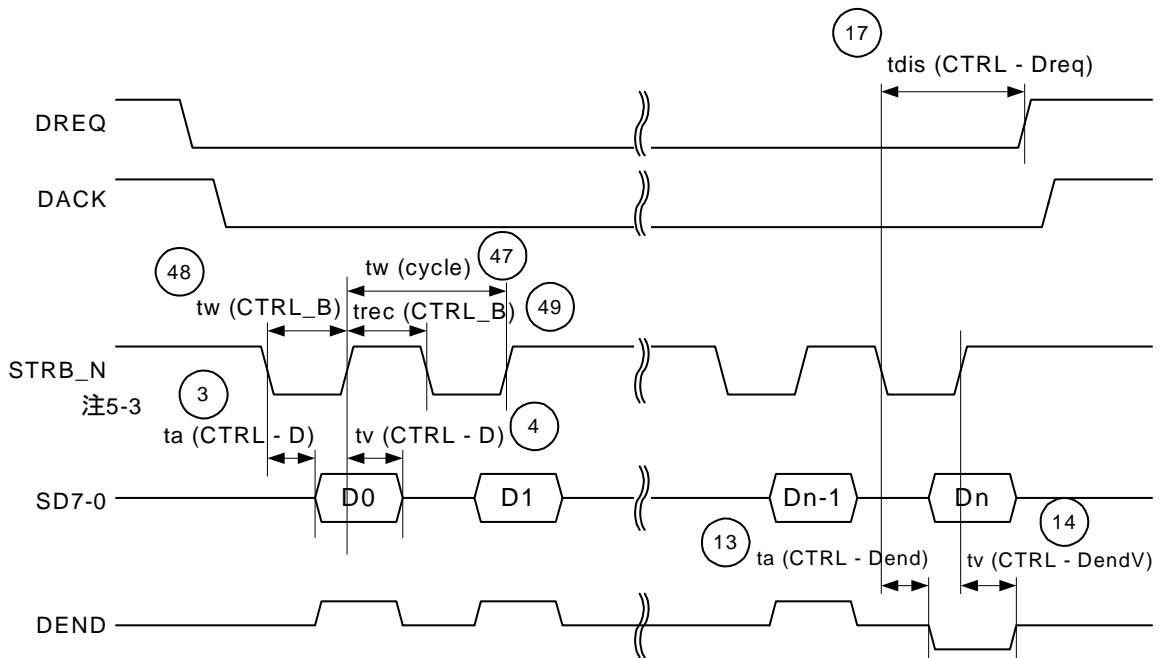 17
tdis (CTRL - Dreq)
DREQ
DACK
48
tw (cycle)
47
tw (CTRL_B)
trec (CTRL_B)
49
STRB_N
注5-3
3
4
ta (CTRL - D)
tv (CTRL - D)
SD7-0
D0
D1
Dn-1
Dn
13
14
ta (CTRL - Dend)
tv (CTRL - DendV)
DEND